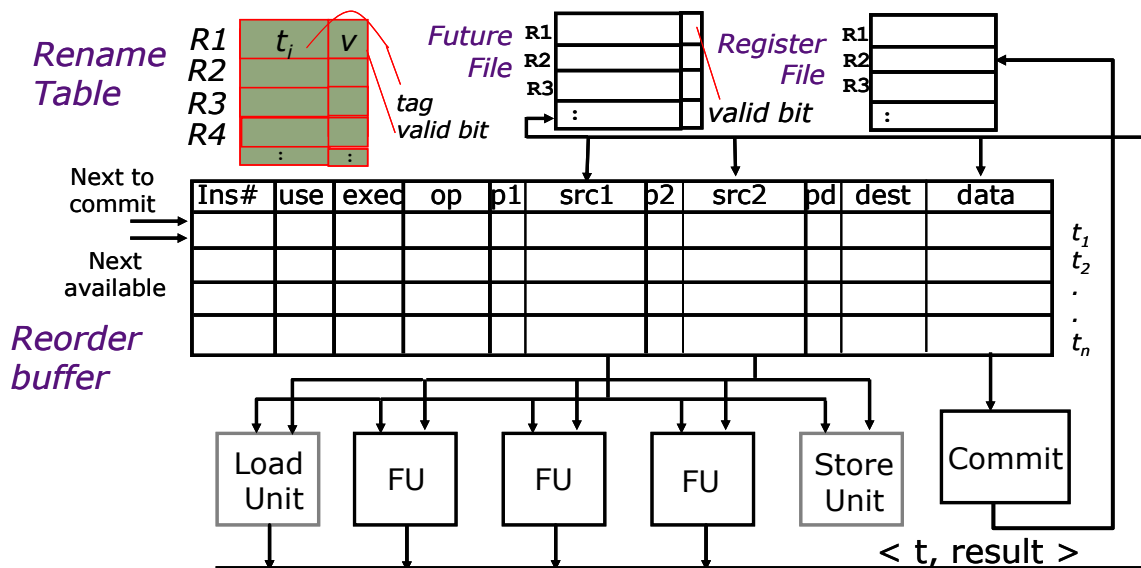 Rename
Table
R1
R2
R3
R4
t_i
v
:
:
tag
valid bit
Future
File
R1
R2
R3
:
valid bit
Register
File
R1
R2
R3
:
Next to
commit
Next
available
Reorder
buffer
Ins# use exec op p1 src1 p2 src2 pd dest data
t_1
t_2
.
.
t_n
Load
Unit
FU
FU
FU
Store
Unit
Commit
< t, result >